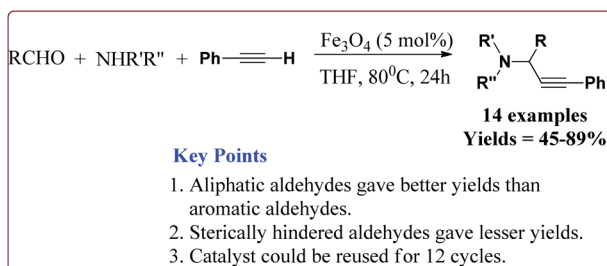 RCHO + NHR'R" + Ph H
Fe3O4 (5 mol%)
THF, 80⁰C, 24h
R' R
N
R" Ph
14 examples
Yields = 45-89%
Key Points
1. Aliphatic aldehydes gave better yields than
aromatic aldehydes.
2. Sterically hindered aldehydes gave lesser yields.
3. Catalyst could be reused for 12 cycles.